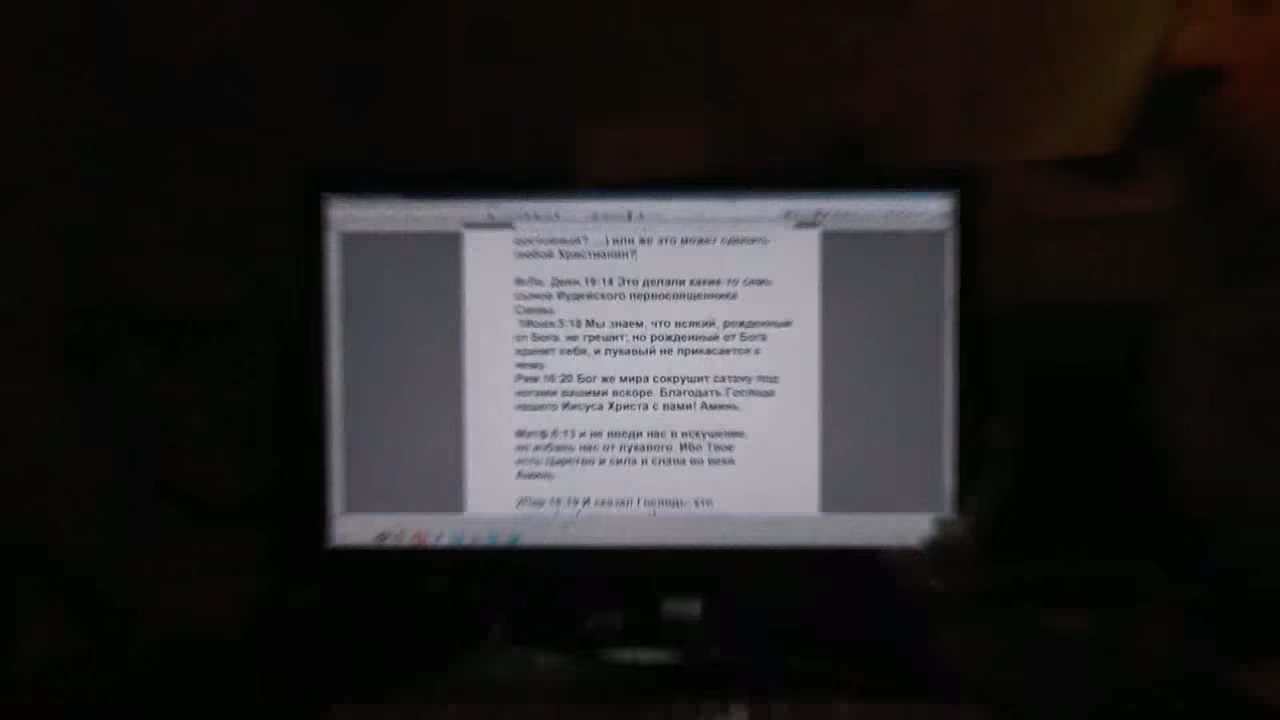 ) или же это может сделать
любой Христианин?
Деян.19:14 Это делали какие-то семь
сынов Иудейского первосвященника
Скевы.
1Иоан.5:18 Мы знаем, что всякий, рожденный
от Бога, не грешит; но рожденный от Бога
хранит себя, и лукавый не прикасается к
нему.
Рим.16:20 Бог же мира сокрушит сатану под
ногами вашими вскоре. Благодать Господа
нашего Иисуса Христа с вами! Аминь.
Матф.6:13 и не введи нас в искушение,
но избавь нас от лукавого. Ибо Твое
есть Царство и сила и слава во веки.
Аминь.
18:19 И сказал Господь: кто